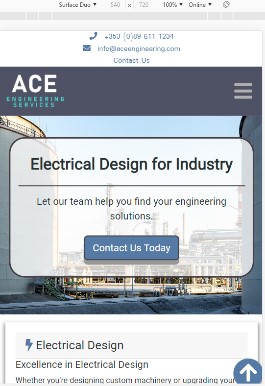 Surface Duo ▾ 540 x 720 100% ▾ Online ▾
+353 (0)89 611 1234
info@aceengineering.com
Contact Us
ACE
ENGINEERING
SERVICES
Electrical Design for Industry
Let our team help you find your engineering
solutions.
Contact Us Today
Electrical Design
Excellence in Electrical Design
Whether you're designing custom machinery or upgrading your